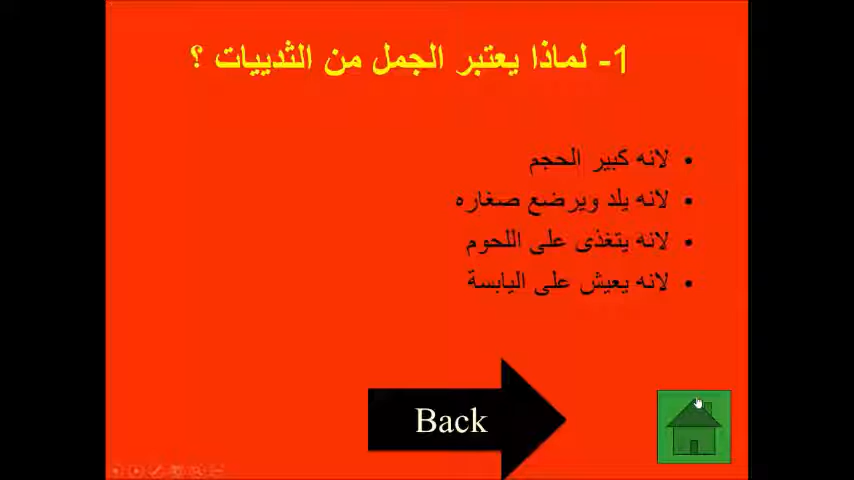 1- لماذا يعتبر الجمل من الثدييات ؟
• لانه كبير الحجم
• لانه يلد ويرضع صغاره
• لانه يتغذى على اللحوم
• لانه يعيش على اليابسة
Back